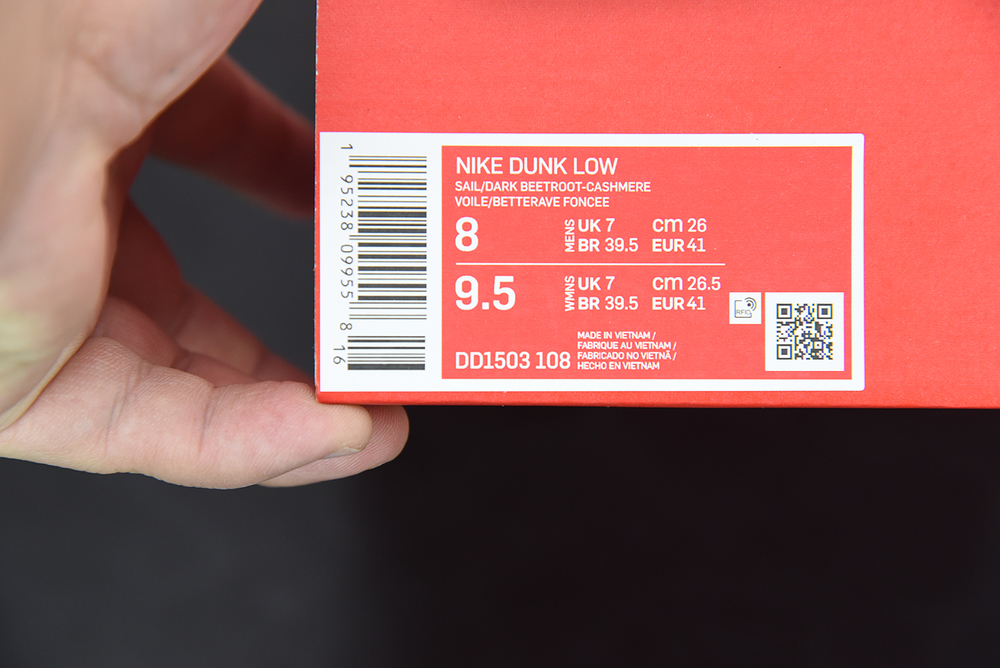 1 95238 09955 8 16
NIKE DUNK LOW
SAIL/DARK BEETROOT-CASHMERE
VOILE/BETTERAVE FONCEE
8 MENS UK 7 cm 26
BR 39.5 EUR 41
9.5 WMNS UK 7 cm 26.5
BR 39.5 EUR 41
RFID
DD1503 108
MADE IN VIETNAM /
FABRIQUE AU VIETNAM /
FABRICADO NO VIETNÃ /
HECHO EN VIETNAM